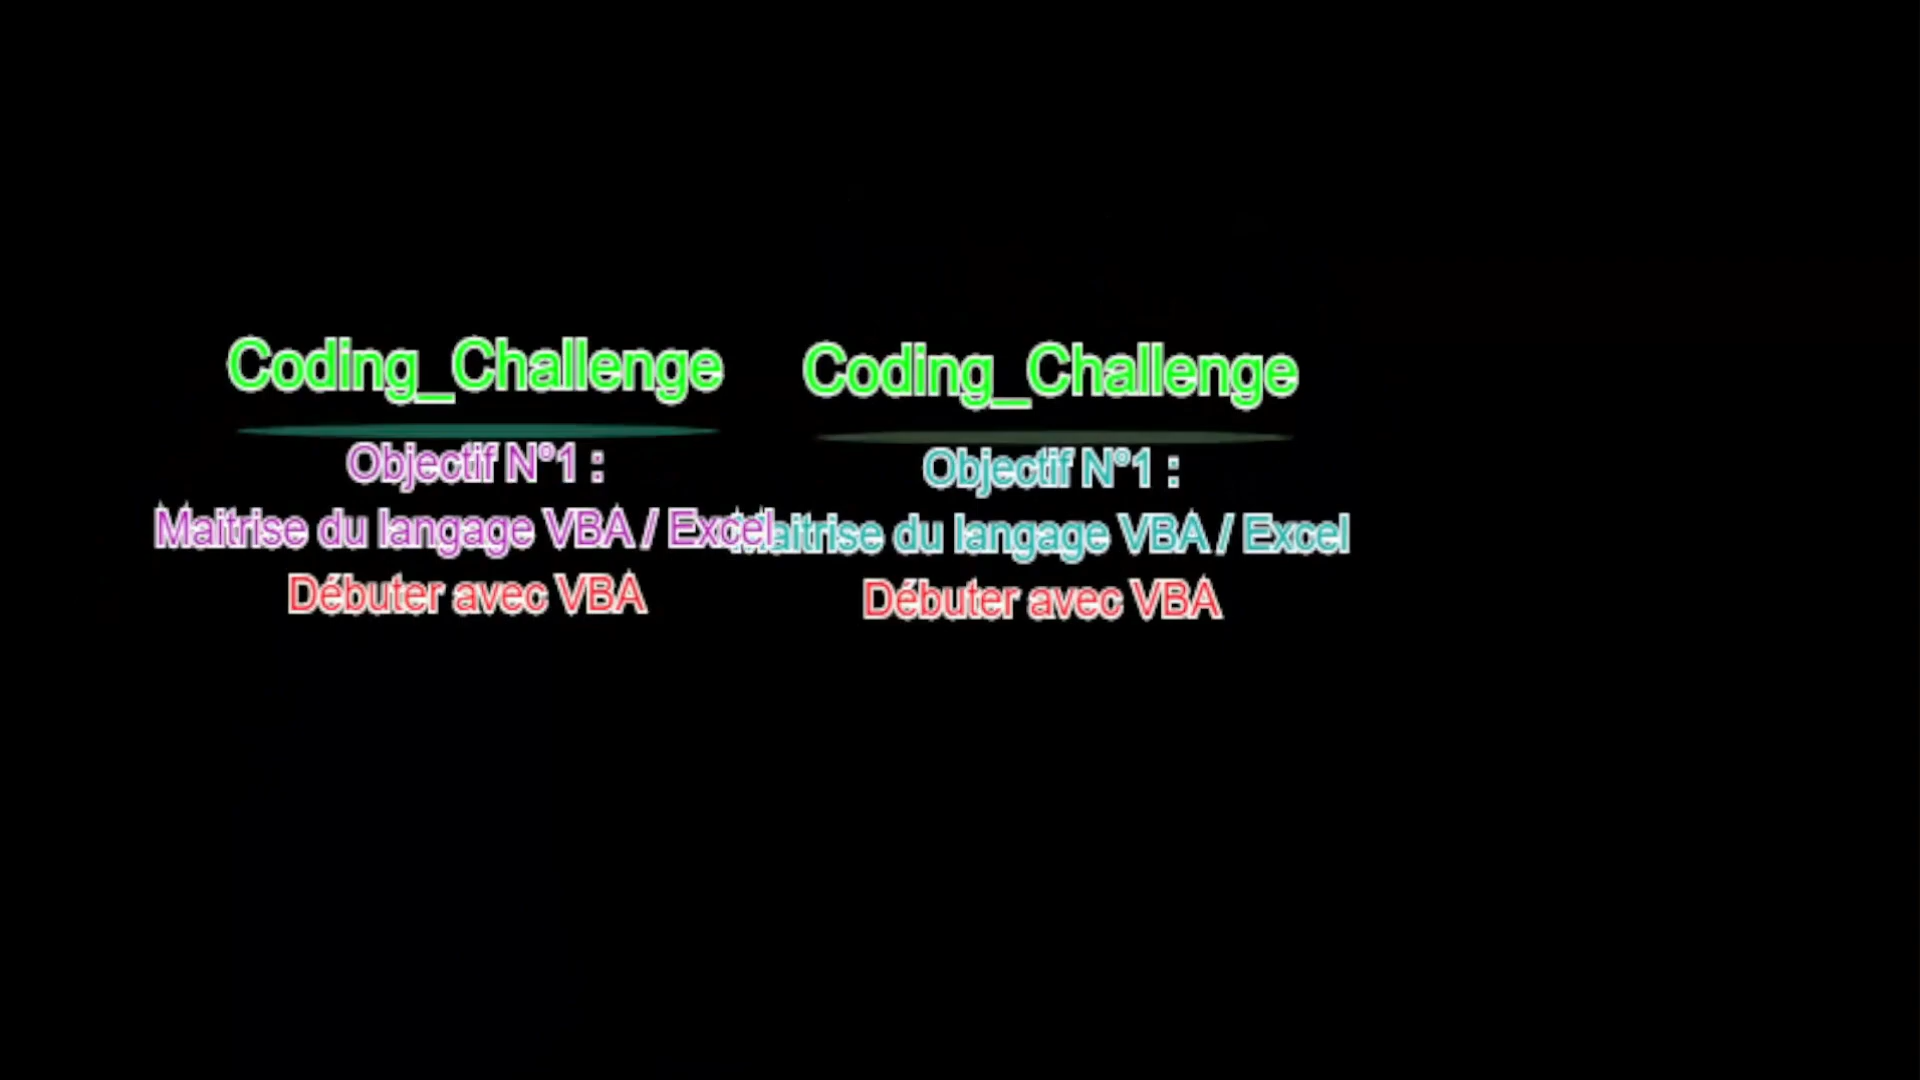 Coding_Challenge
Objectif N°1 :
Maitrise du langage VBA / Excel
Débuter avec VBA
Coding_Challenge
Objectif N°1 :
Maitrise du langage VBA / Excel
Débuter avec VBA